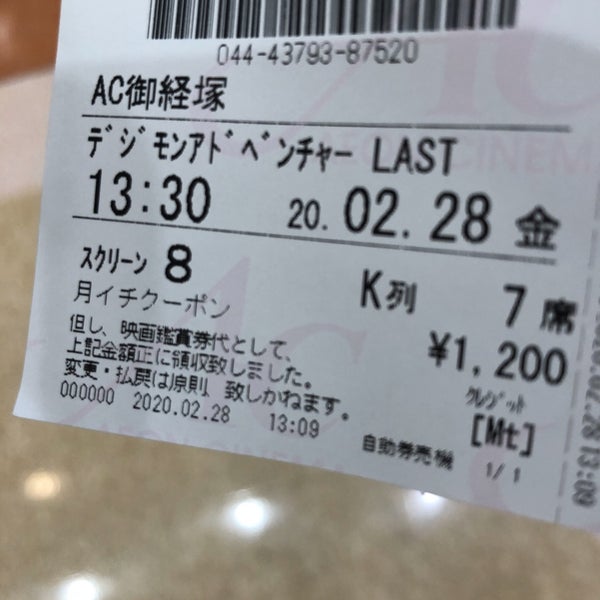 044-43793-87520
AC御経塚
ﾃﾞｼﾞﾓﾝｱﾄﾞﾍﾞﾝﾁｬｰ LAST
13:30 20.02.28 金
ｽｸﾘｰﾝ 8 K列 7席
月イチクーポン ¥1,200
但し、映画鑑賞券代として、
上記金額正に領収致しました。
変更・払戻は原則 致しかねます。
ｸﾚｼﾞｯﾄ
[Mt]
000000 2020.02.28 13:09 自動券売機 1/1